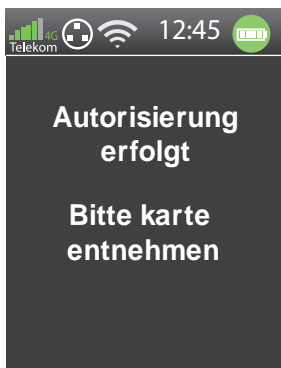 4G
Telekom
12:45
Autorisierung
erfolgt
Bitte karte
entnehmen